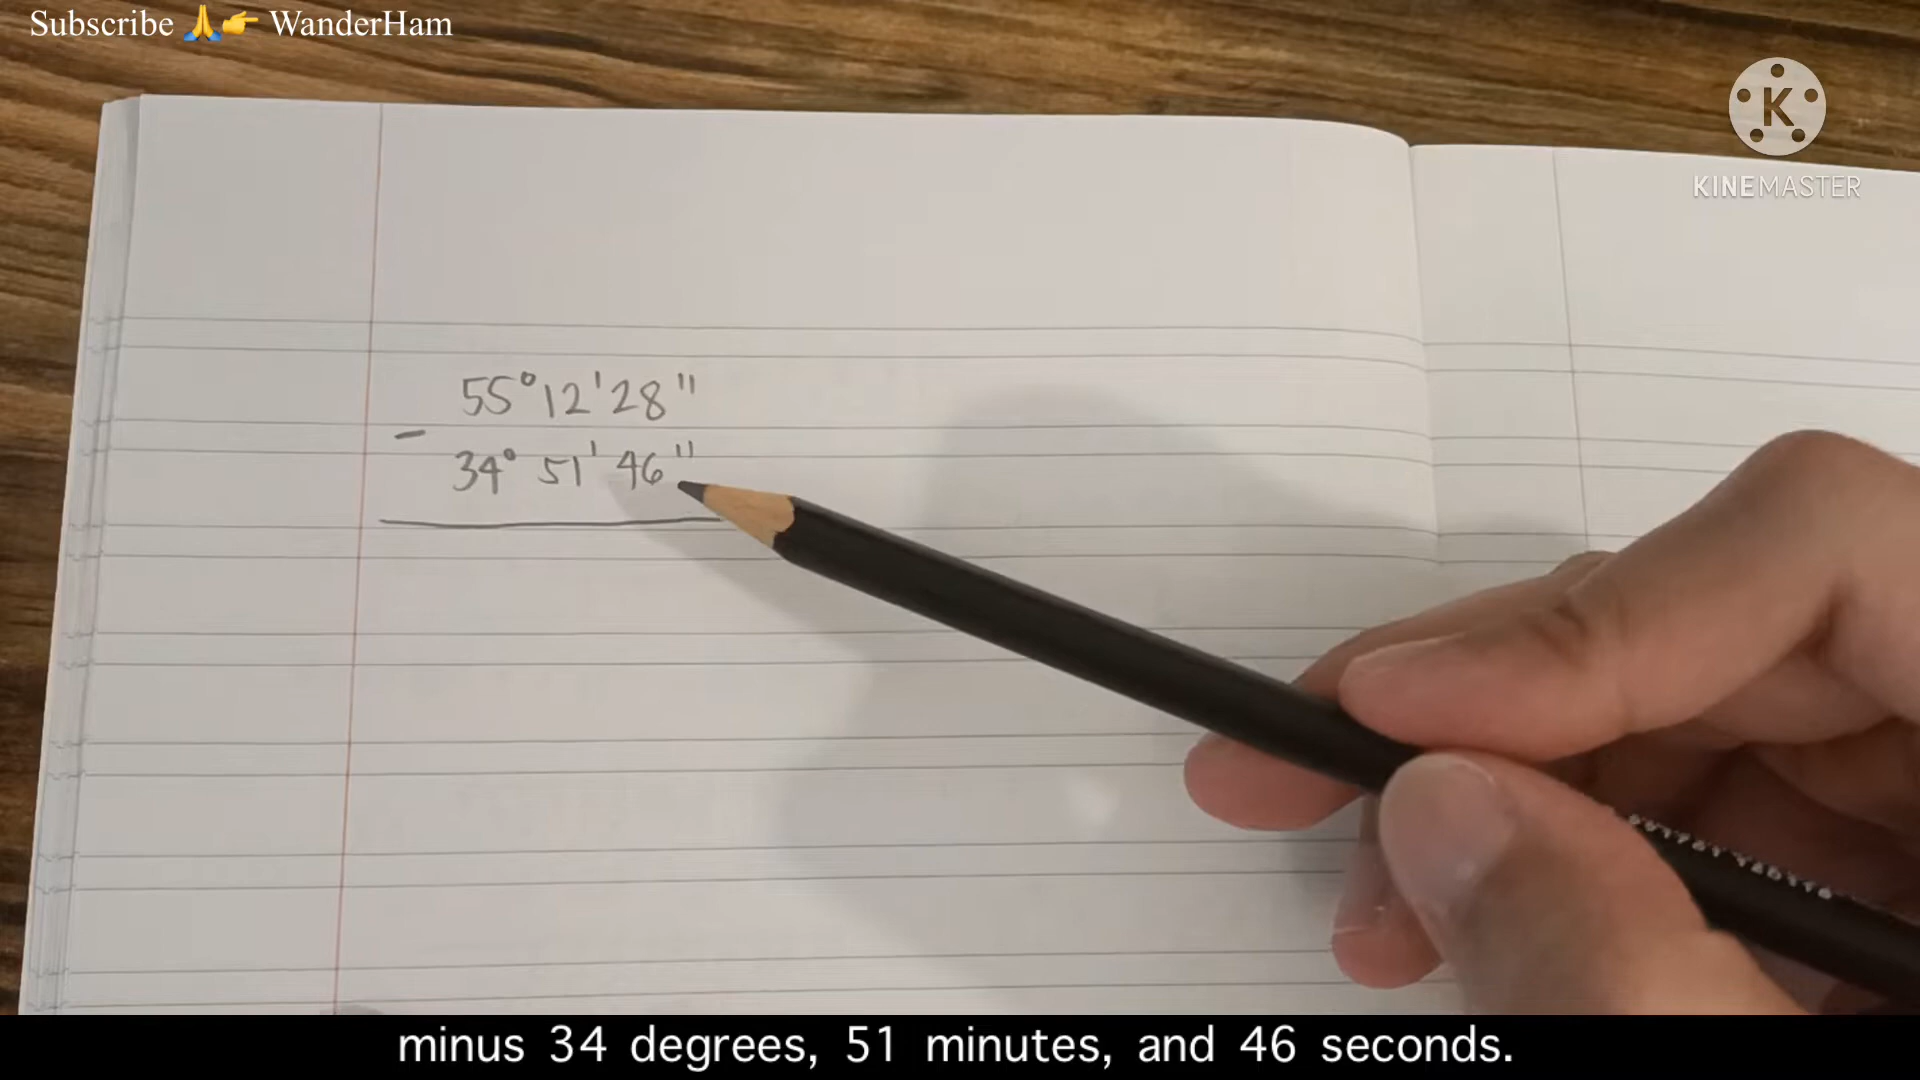 Subscribe 🙏👉 WanderHam
K
KINEMASTER
55°12'28"
-
34° 51' 46"
minus 34 degrees, 51 minutes, and 46 seconds.